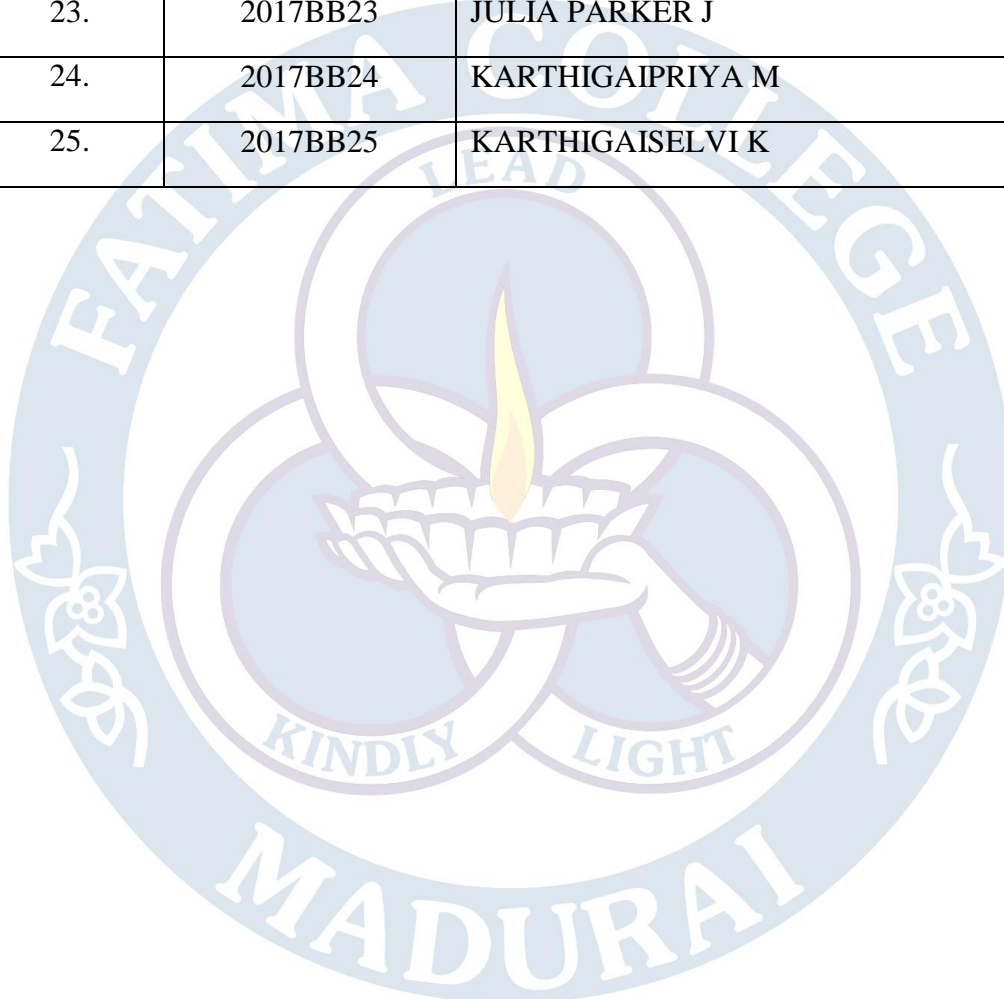 23. 2017BB23 JULIA PARKER J
24. 2017BB24 KARTHIGAIPRIYA M
25. 2017BB25 KARTHIGAISELVI K
FATIMA COLLEGE
LEAD
KINDLY LIGHT
MADURAI